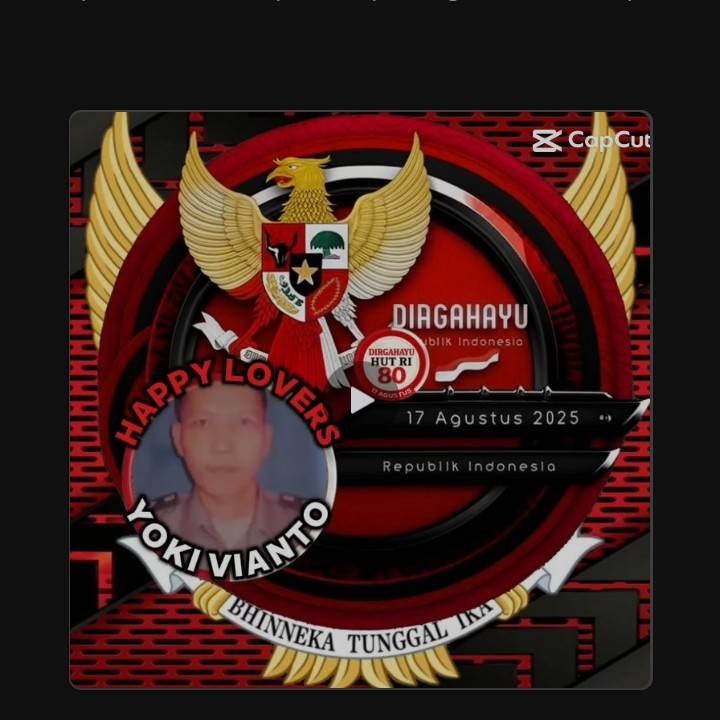 CapCut
DIRGAHAYU
Republik Indonesia
DIRGAHAYU
HUT RI
80
17 AGUSTUS
17 Agustus 2025
Republik Indonesia
HAPPY LOVERS
YOKI VIANTO
BHINNEKA TUNGGAL IKA